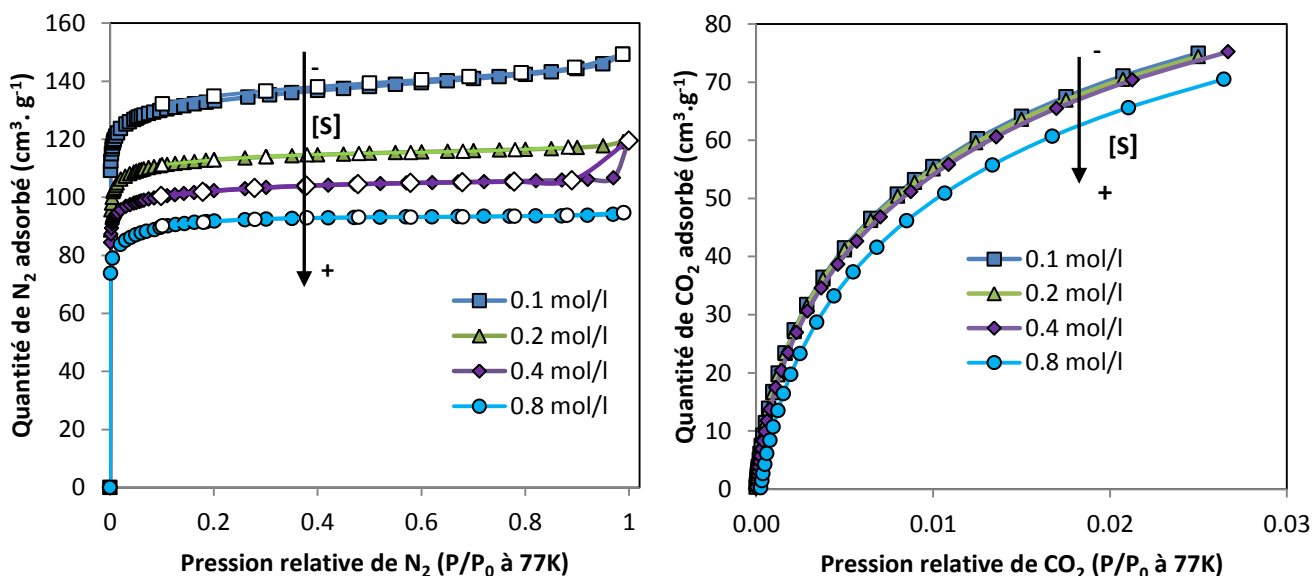 160
140
120
100
80
60
40
20
0
0
0.2
0.4
0.6
0.8
1
Quantité de N2 adsorbé (cm3. g-1)
Pression relative de N2 (P/P0 à 77K)
-
[S]
+
0.1 mol/l
0.2 mol/l
0.4 mol/l
0.8 mol/l
80
70
60
50
40
30
20
10
0
0.00
0.01
0.02
0.03
Quantité de CO2 adsorbé (cm3.g-1)
Pression relative de CO2 (P/P0 à 77K)
-
[S]
+
0.1 mol/l
0.2 mol/l
0.4 mol/l
0.8 mol/l